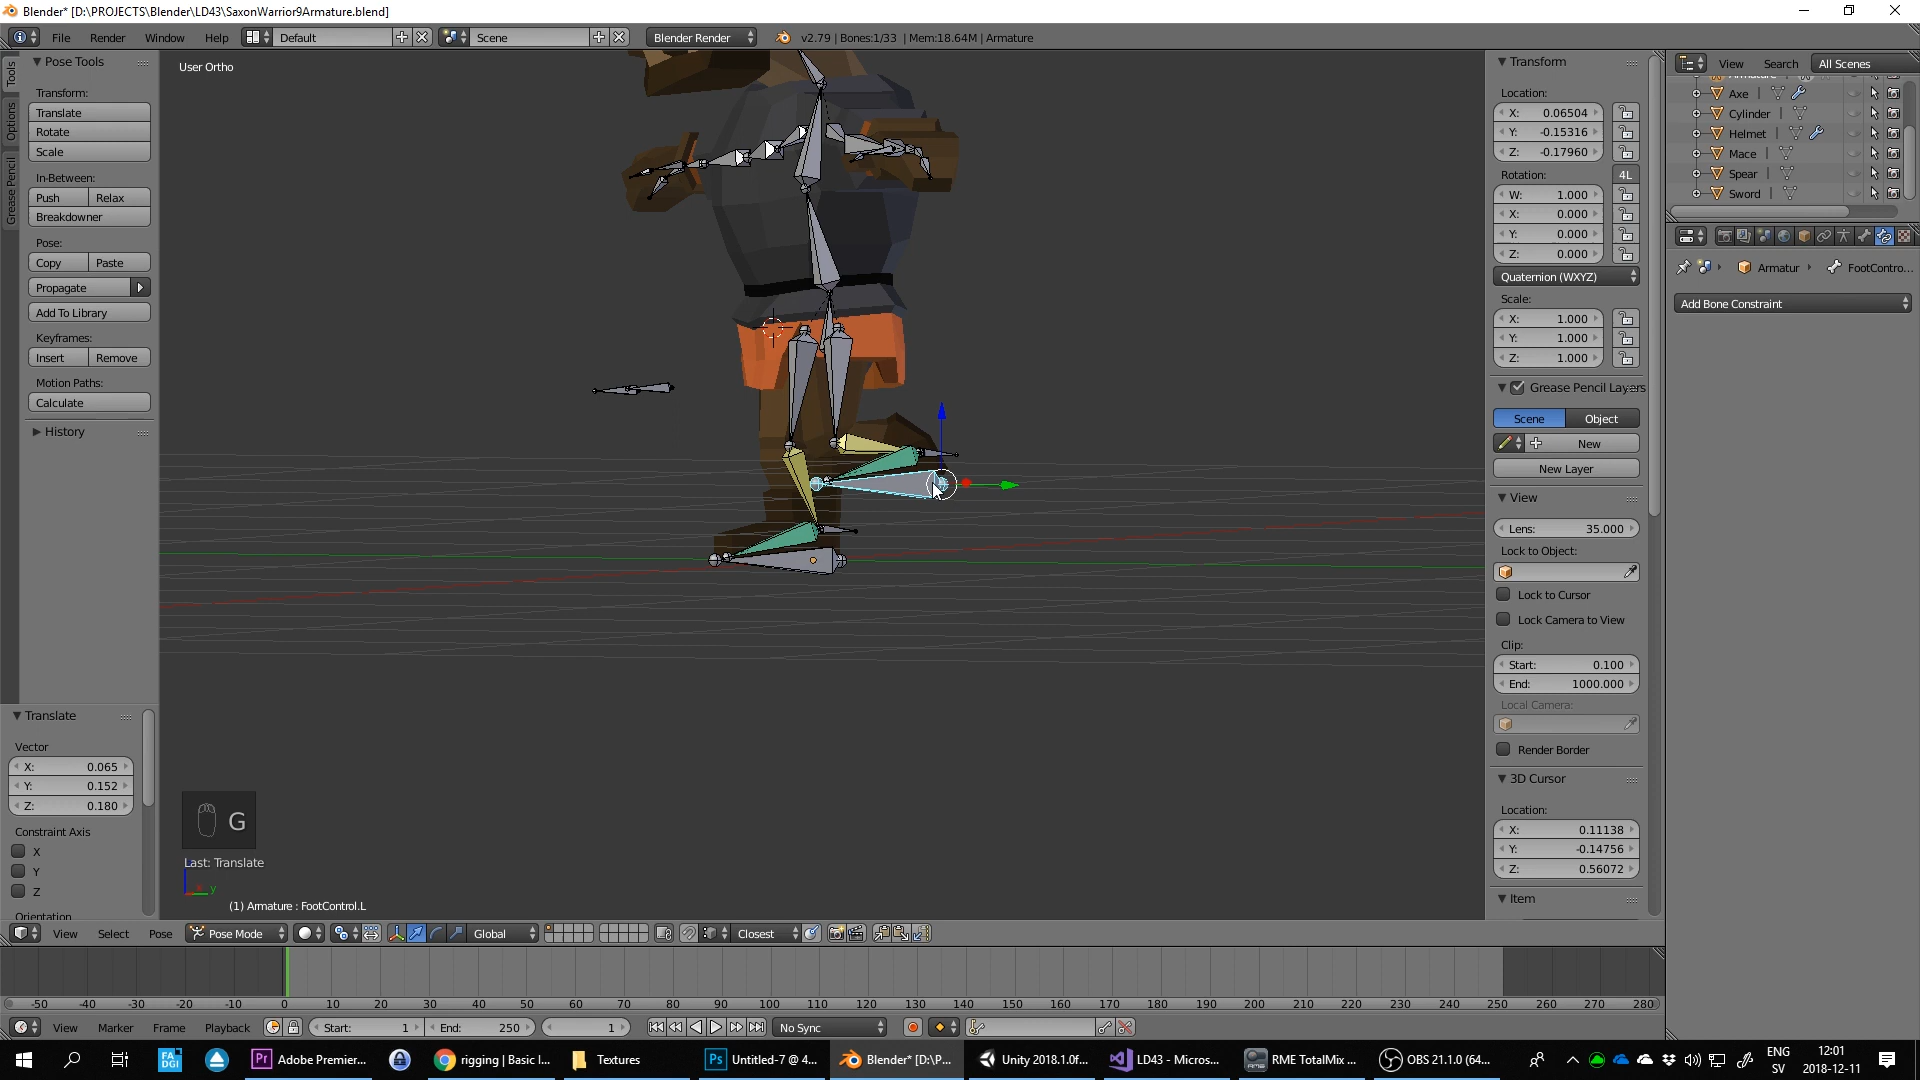 Blender* [D:\PROJECTS\Blender\LD43\SaxonWarrior9Armature.blend]
File Render Window Help Default Scene Blender Render v2.79 | Bones:1/33 | Mem:18.64M | Armature
Tools
Options
Grease Pencil
Pose Tools
Transform:
Translate
Rotate
Scale
In-Between:
Push Relax
Breakdowner
Pose:
Copy Paste
Propagate
Add To Library
Keyframes:
Insert Remove
Motion Paths:
Calculate
History
Translate
Vector
X: 0.065
Y: 0.152
Z: 0.180
Constraint Axis
X
Y
Z
Orientation
User Ortho
G
Last: Translate
y
(1) Armature : FootControl.L
Transform
Location:
X: 0.06504
Y: -0.15316
Z: -0.17960
Rotation: 4L
W: 1.000
X: 0.000
Y: 0.000
Z: 0.000
Quaternion (WXYZ)
Scale:
X: 1.000
Y: 1.000
Z: 1.000
Grease Pencil Layers
Scene Object
New
New Layer
View
Lens: 35.000
Lock to Object:
Lock to Cursor
Lock Camera to View
Clip:
Start: 0.100
End: 1000.000
Local Camera:
Render Border
3D Cursor
Location:
X: 0.11138
Y: -0.14756
Z: 0.56072
Item
View Search All Scenes
Axe
Cylinder
Helmet
Mace
Spear
Sword
Armatur FootContro...
Add Bone Constraint
View Select Pose Pose Mode Global Closest
-50 -40 -30 -20 -10 0 10 20 30 40 50 60 70 80 90 100 110 120 130 140 150 160 170 180 190 200 210 220 230 240 250 260 270 280
View Marker Frame Playback Start: 1 End: 250 1 No Sync
FA DGI Pr Adobe Premier... rigging | Basic I... Textures Ps Untitled-7 @ 4... Blender* [D:\P... Unity 2018.1.0f... LD43 - Micros... RME TotalMix ... OBS 21.1.0 (64... ENG SV 12:01 2018-12-11